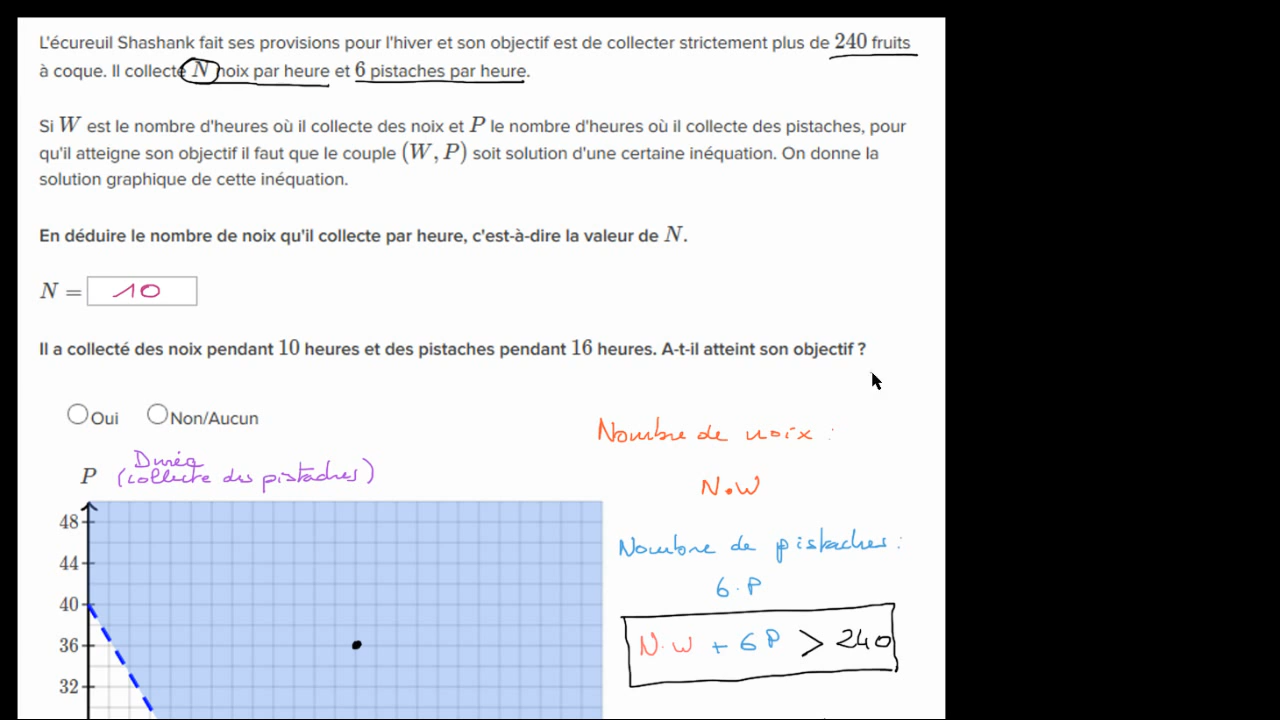 L'écureuil Shashank fait ses provisions pour l'hiver et son objectif est de collecter strictement plus de 240 fruits
à coque. Il collecte N noix par heure et 6 pistaches par heure.
Si W est le nombre d'heures où il collecte des noix et P le nombre d'heures où il collecte des pistaches, pour
qu'il atteigne son objectif il faut que le couple (W, P) soit solution d'une certaine inéquation. On donne la
solution graphique de cette inéquation.
En déduire le nombre de noix qu'il collecte par heure, c'est-à-dire la valeur de N.
N = 10
Il a collecté des noix pendant 10 heures et des pistaches pendant 16 heures. A-t-il atteint son objectif ?
Oui Non/Aucun
Nombre de noix :
Durée
P (collecte des pistaches)
N.W
48
Nombre de pistaches :
44
6.P
40
N.W + 6P > 240
36
32